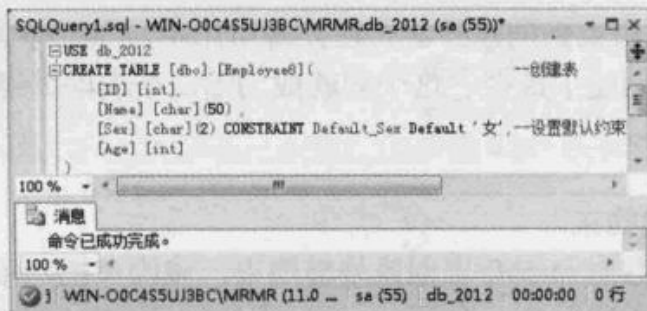 SQLQuery1.sql - WIN-O0C4S5UJ3BC\MRMR.db_2012 (sa (55))*
USE db_2012
CREATE TABLE [dbo].[Employee6]( --创建表
[ID] [int],
[Name] [char](50),
[Sex] [char](2) CONSTRAINT Default_Sex Default '女',--设置默认约束
[Age] [int]
)
100 %
消息
命令已成功完成。
100 %
WIN-O0C4S5UJ3BC\MRMR (11.0 ... sa (55) db_2012 00:00:00 0 行